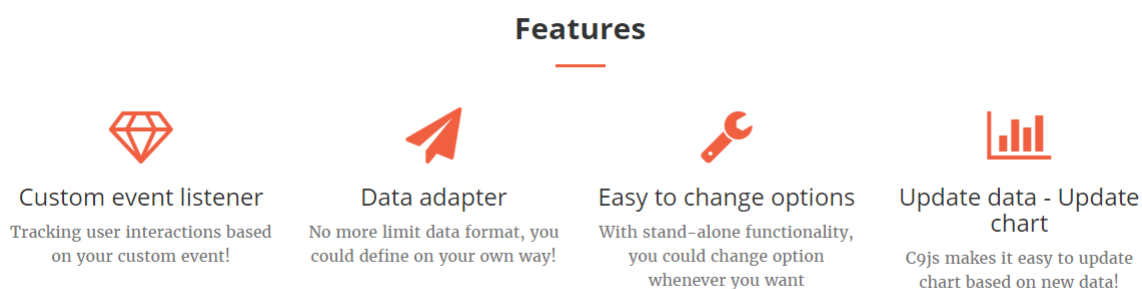 Features
Custom event listener
Tracking user interactions based
on your custom event!
Data adapter
No more limit data format, you
could define on your own way!
Easy to change options
With stand-alone functionality,
you could change option
whenever you want
Update data - Update
chart
C9js makes it easy to update
chart based on new data!